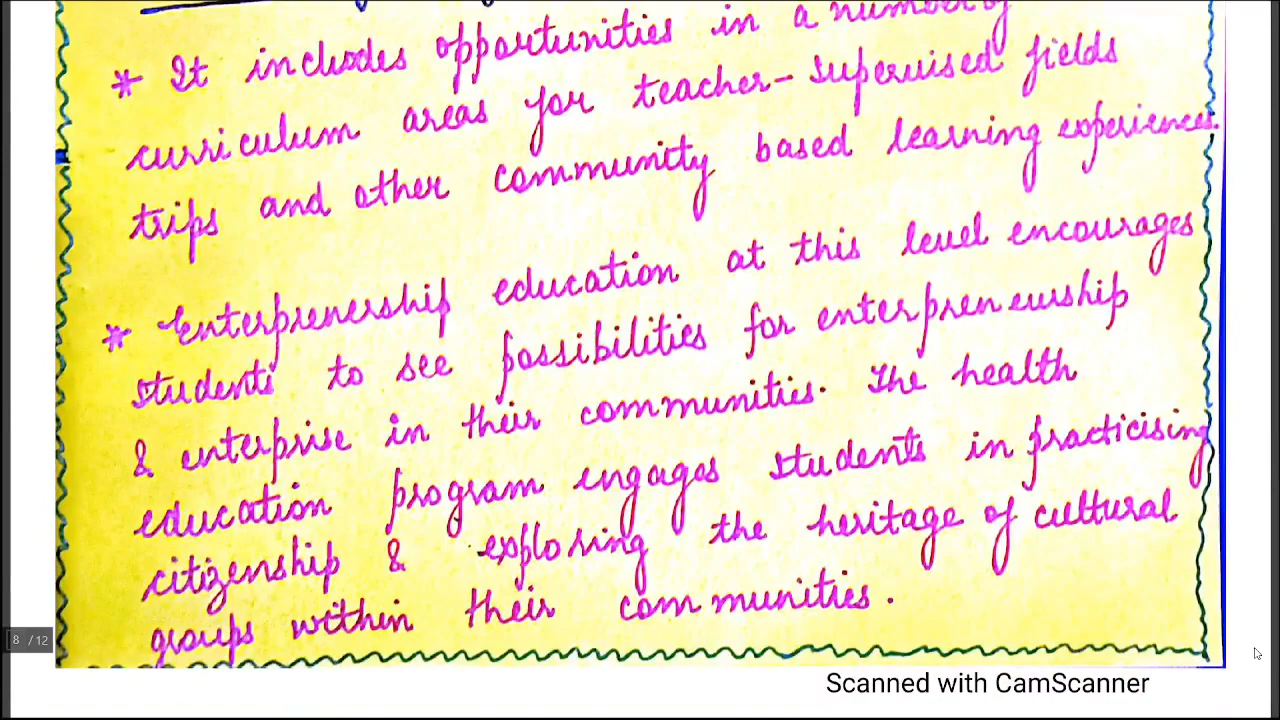 * It includes opportunities in a number of
curriculum areas for teacher-supervised fields
trips and other community based learning experiences.
* Enterprenership education at this level encourages
students to see possibilities for enterpreneurship
& enterprise in their communities. The health
education program engages students in practicising
citizenship & exploring the heritage of cultural
groups within their communities.
8 / 12
Scanned with CamScanner